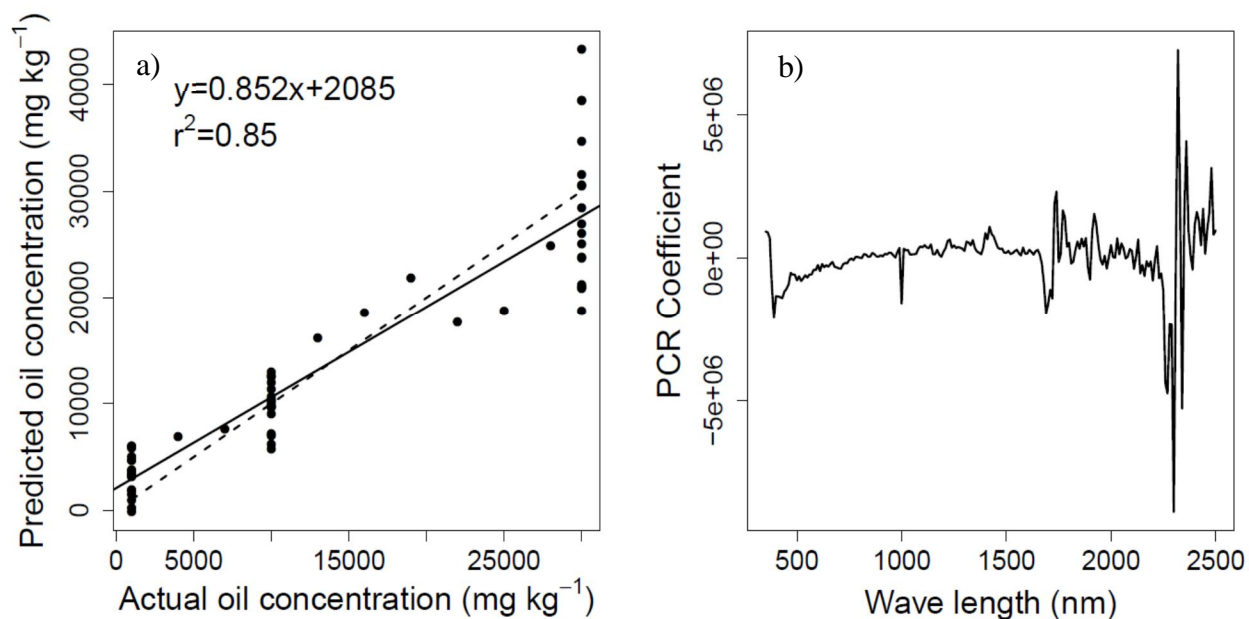 a)
y=0.852x+2085
r²=0.85
Predicted oil concentration (mg kg⁻¹)
40000
30000
20000
10000
0
0 5000 15000 25000
Actual oil concentration (mg kg⁻¹)
b)
PCR Coefficient
5e+06
0e+00
−5e+06
500 1000 1500 2000 2500
Wave length (nm)